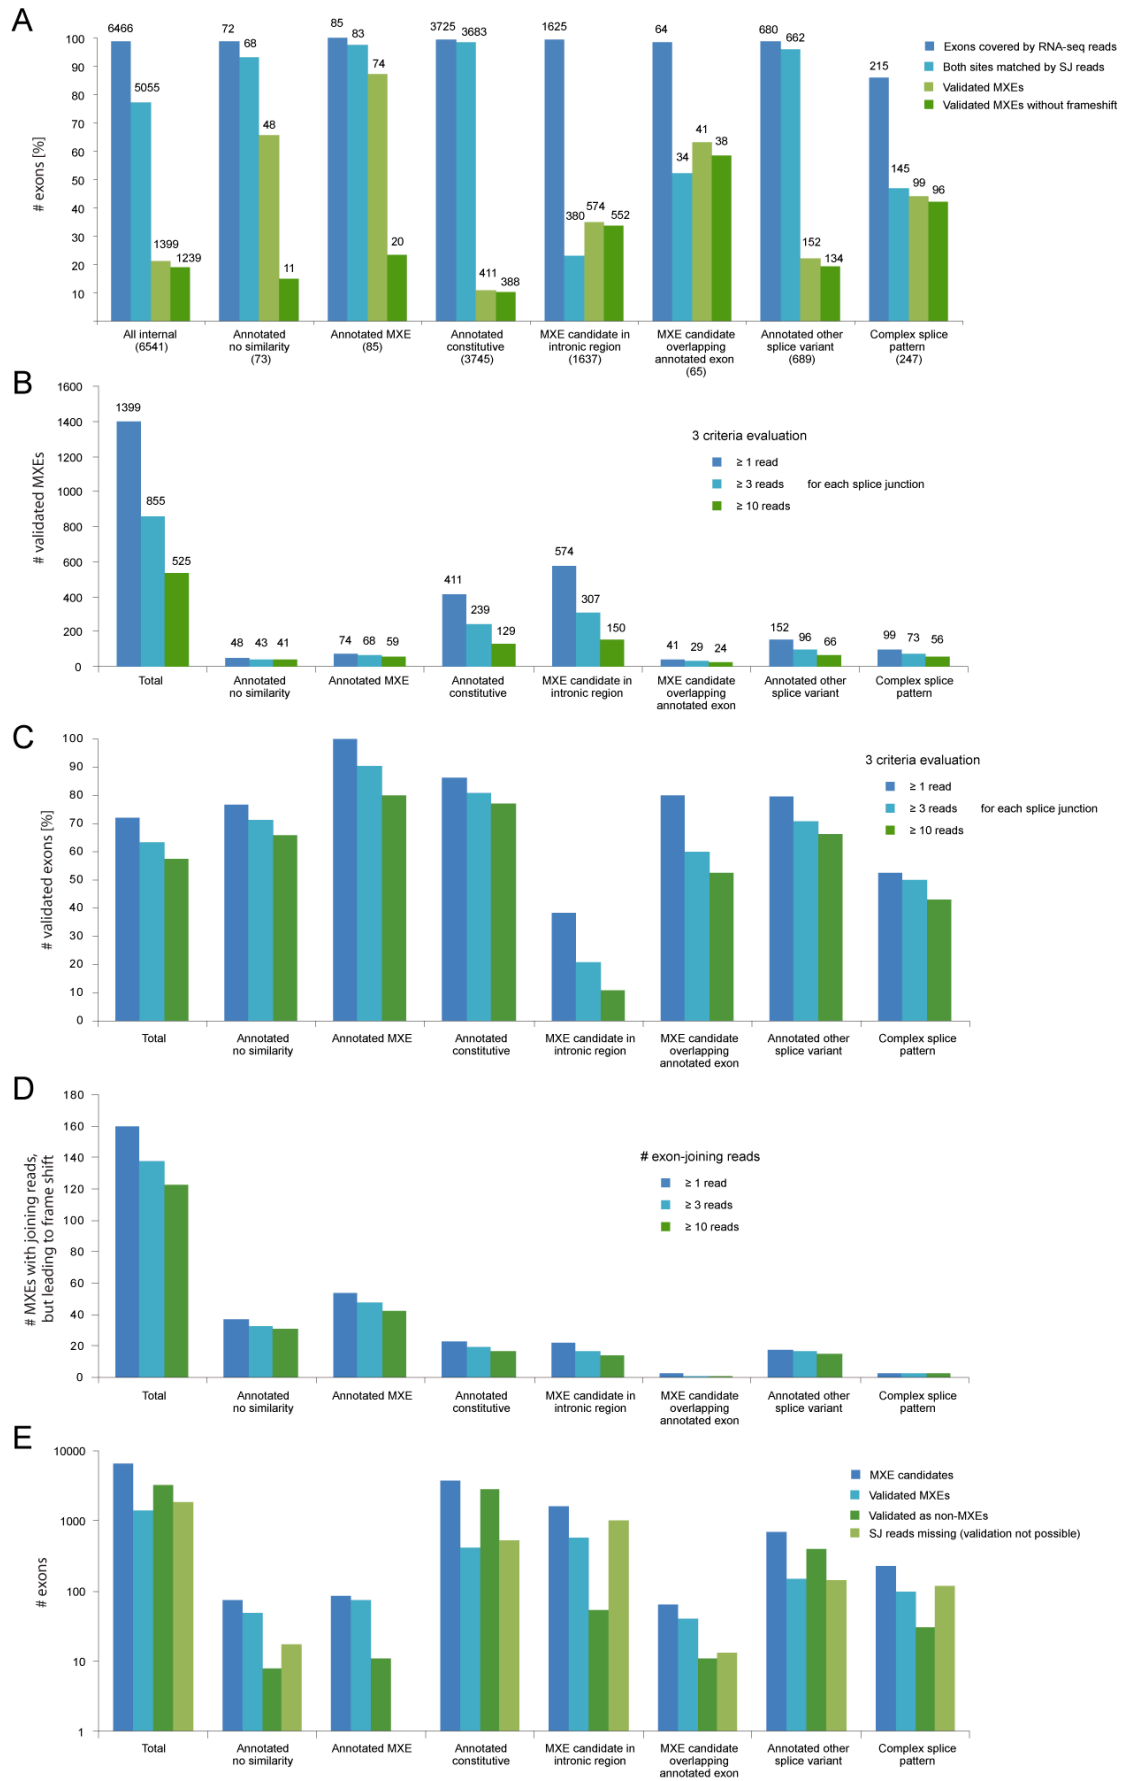 A
6466
72
85
3725
3683
1625
64
680
662
100
68
83
215
Exons covered by RNA-seq reads
90
5055
74
Both sites matched by SJ reads
80
Validated MXEs
70
48
Validated MXEs without frameshift
60
41
38
50
34
145
99
96
40
380
574
552
30
1399
1239
20
152
134
20
11
411
388
10
# exons [%]
All internal
(6541)
Annotated
no similarity
(73)
Annotated MXE
(85)
Annotated
constitutive
(3745)
MXE candidate in
intronic region
(1637)
MXE candidate
overlapping
annotated exon
(65)
Annotated other
splice variant
(689)
Complex splice
pattern
(247)
B
1600
1400
1200
1000
800
600
400
200
0
# validated MXEs
3 criteria evaluation
≥ 1 read
≥ 3 reads for each splice junction
≥ 10 reads
1399
855
525
48 43 41
74 68 59
411
239
129
574
307
150
41 29 24
152
96
66
99
73
56
Total
Annotated
no similarity
Annotated MXE
Annotated
constitutive
MXE candidate in
intronic region
MXE candidate
overlapping
annotated exon
Annotated other
splice variant
Complex splice
pattern
C
100
90
80
70
60
50
40
30
20
10
0
# validated exons [%]
3 criteria evaluation
≥ 1 read
≥ 3 reads for each splice junction
≥ 10 reads
Total
Annotated
no similarity
Annotated MXE
Annotated
constitutive
MXE candidate in
intronic region
MXE candidate
overlapping
annotated exon
Annotated other
splice variant
Complex splice
pattern
D
180
160
140
120
100
80
60
40
20
0
# MXEs with joining reads,
but leading to frame shift
# exon-joining reads
≥ 1 read
≥ 3 reads
≥ 10 reads
Total
Annotated
no similarity
Annotated MXE
Annotated
constitutive
MXE candidate in
intronic region
MXE candidate
overlapping
annotated exon
Annotated other
splice variant
Complex splice
pattern
E
10000
1000
100
10
1
# exons
MXE candidates
Validated MXEs
Validated as non-MXEs
SJ reads missing (validation not possible)
Total
Annotated
no similarity
Annotated MXE
Annotated
constitutive
MXE candidate in
intronic region
MXE candidate
overlapping
annotated exon
Annotated other
splice variant
Complex splice
pattern